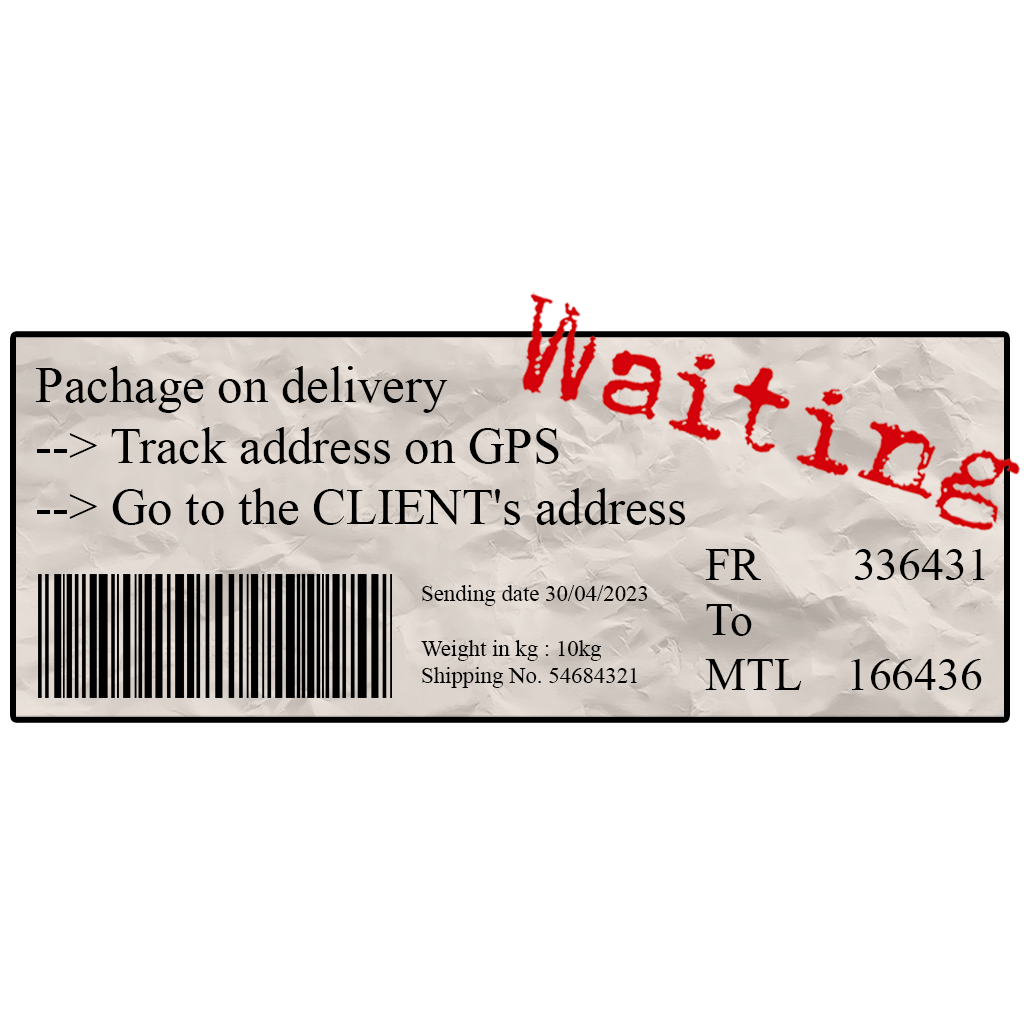 Waiting
Pachage on delivery
--> Track address on GPS
--> Go to the CLIENT's address
Sending date 30/04/2023
Weight in kg : 10kg
Shipping No. 54684321
FR 336431
To
MTL 166436